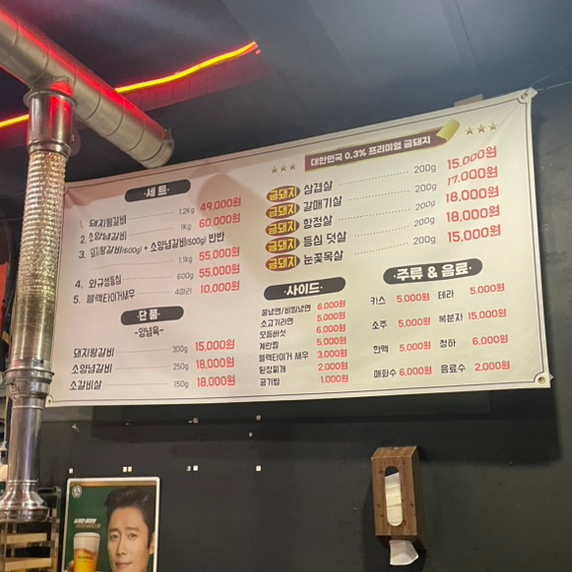 세트
1. 돼지왕갈비 1.2Kg 49,000원
2. 소양념갈비 1Kg 60,000원
3. 돼지왕갈비(600g) + 소양념갈비(500g) 반반
1.1kg 55,000원
4. 와규꽃등심 600g 55,000원
5. 블랙타이거새우 4마리 10,000원
단품
-양념육-
돼지왕갈비 300g 15,000원
소양념갈비 250g 18,000원
소갈비살 150g 18,000원
대한민국 0.3% 프리미엄 금돼지
금돼지 삼겹살 200g 15,000원
금돼지 갈매기살 200g 17,000원
금돼지 항정살 200g 18,000원
금돼지 등심 덧살 200g 18,000원
금돼지 눈꽃목살 200g 15,000원
사이드
물냉면/비빔냉면 6,000원
소고기라면 5,000원
모둠버섯 6,000원
계란찜 5,000원
블랙타이거 새우 3,000원
된장찌개 2,000원
공기밥 1,000원
주류 & 음료
카스 5,000원 테라 5,000원
소주 5,000원 복분자 15,000원
한맥 5,000원 청하 6,000원
매화수 6,000원 음료수 2,000원